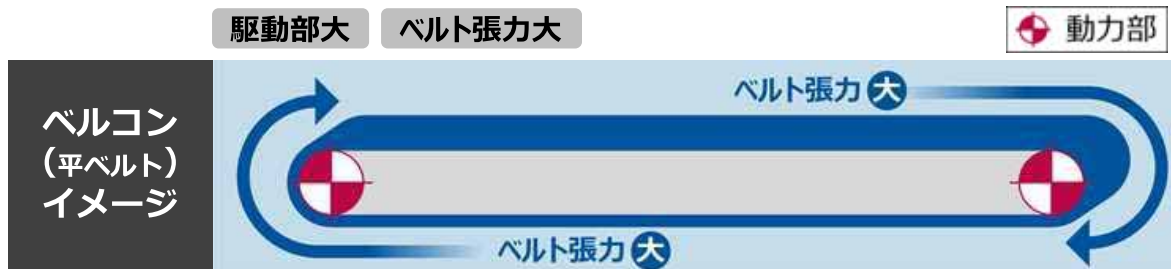 駆動部大
ベルト張力大
動力部
ベルコン
（平ベルト）
イメージ
ベルト張力大
ベルト張力大